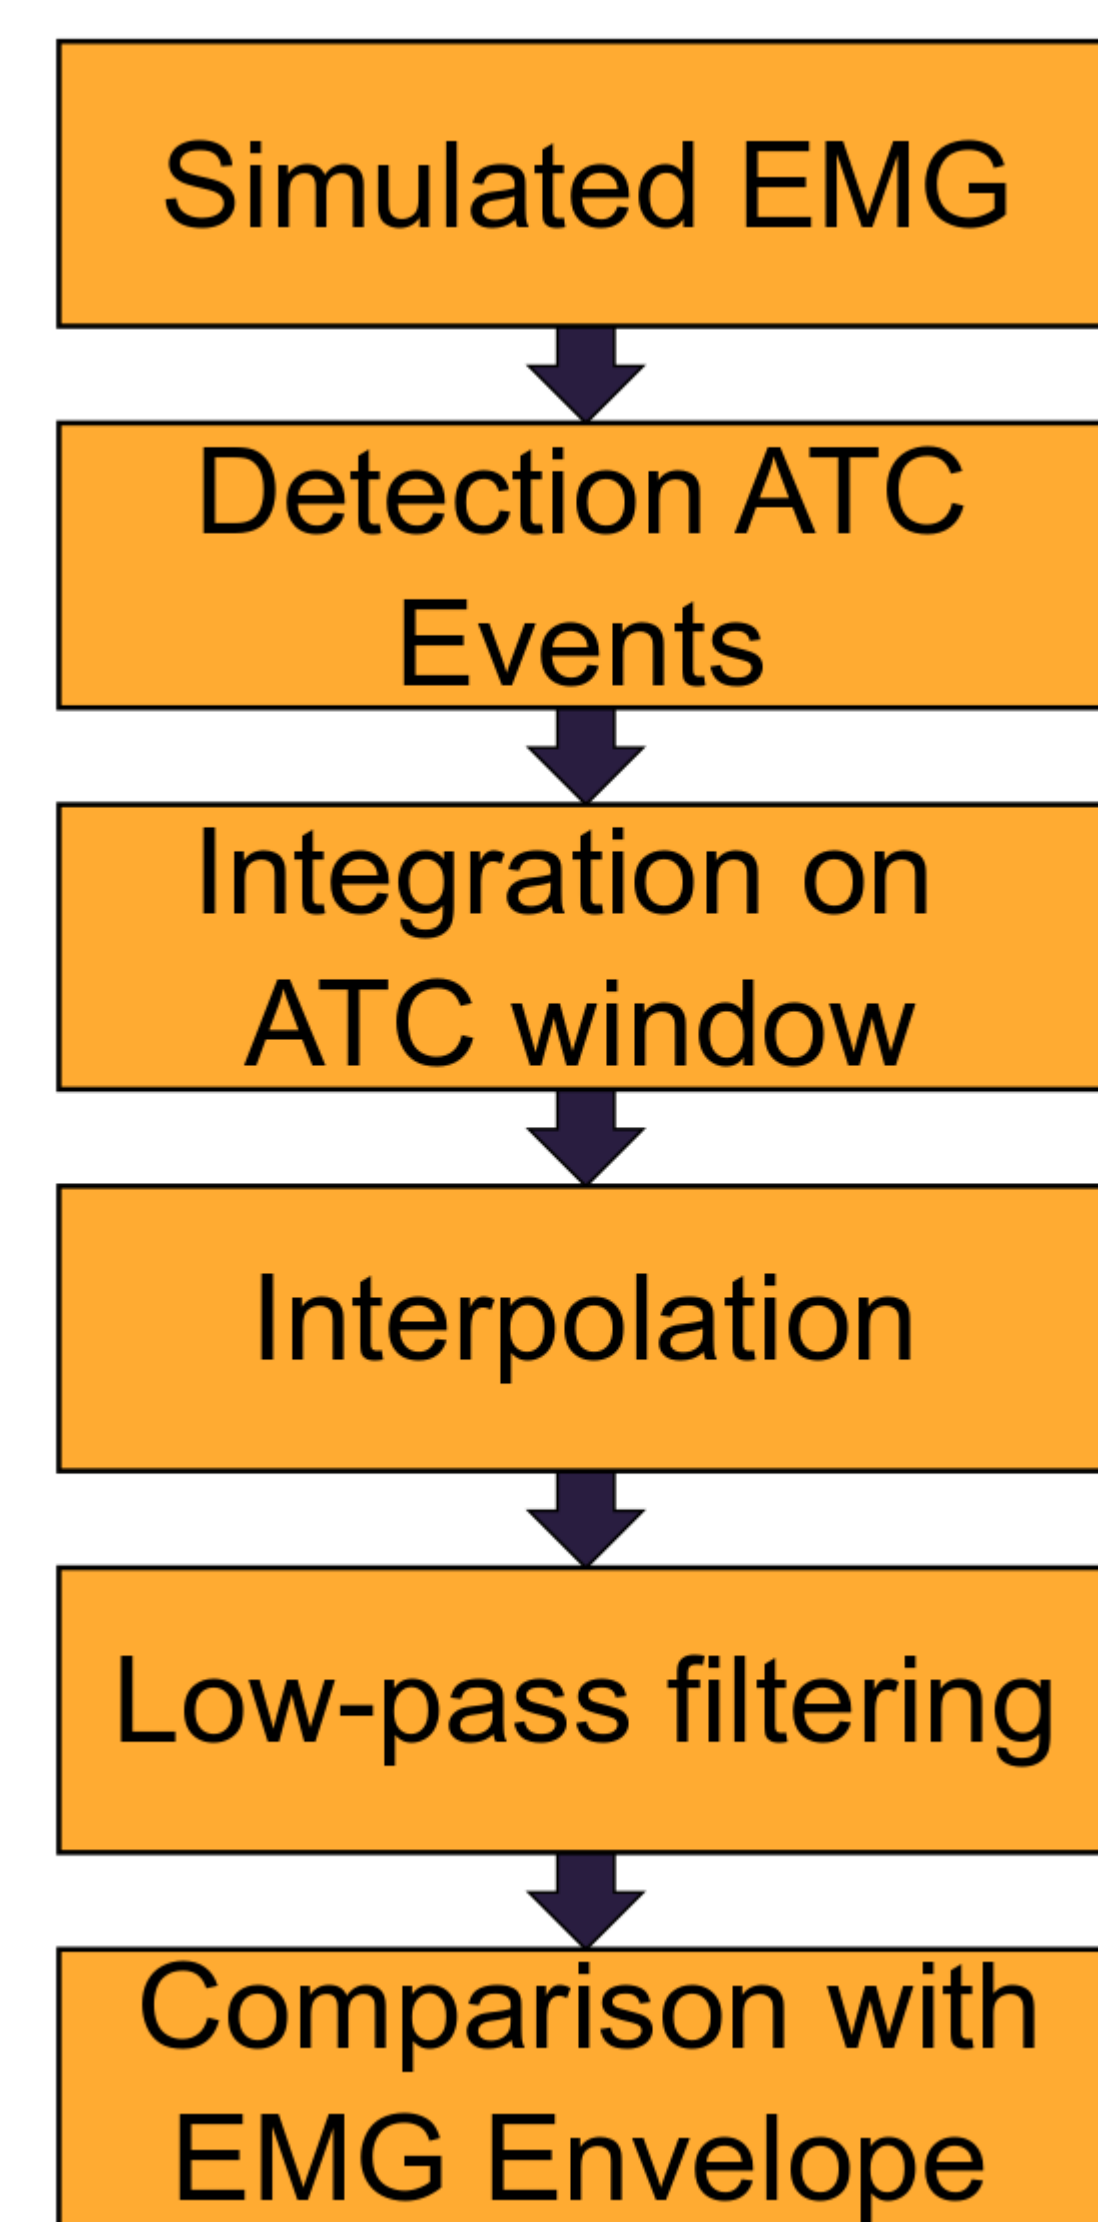 Simulated EMG
Detection ATC
Events
Integration on
ATC window
Interpolation
Low-pass filtering
Comparison with
EMG Envelope